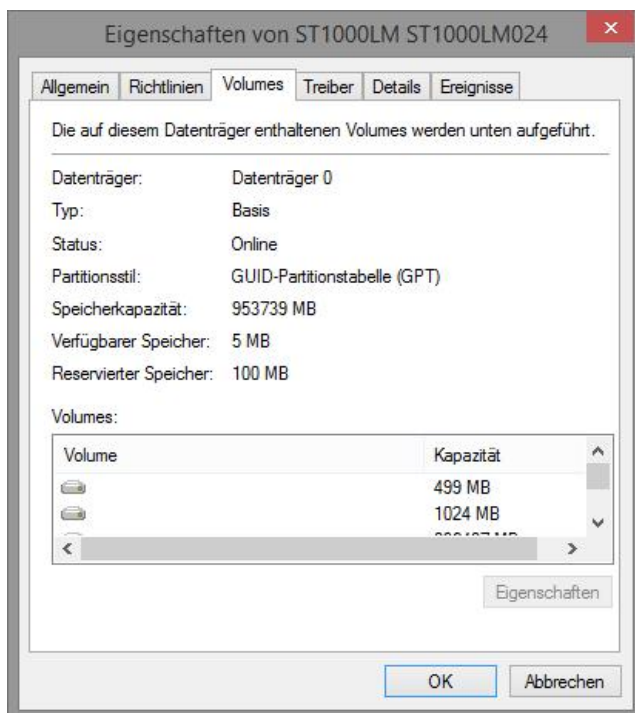 Eigenschaften von ST1000LM ST1000LM024
Allgemein Richtlinien Volumes Treiber Details Ereignisse
Die auf diesem Datenträger enthaltenen Volumes werden unten aufgeführt.
Datenträger: Datenträger 0
Typ: Basis
Status: Online
Partitionsstil: GUID-Partitionstabelle (GPT)
Speicherkapazität: 953739 MB
Verfügbarer Speicher: 5 MB
Reservierter Speicher: 100 MB
Volumes:
Volume Kapazität
499 MB
1024 MB
Eigenschaften
OK Abbrechen